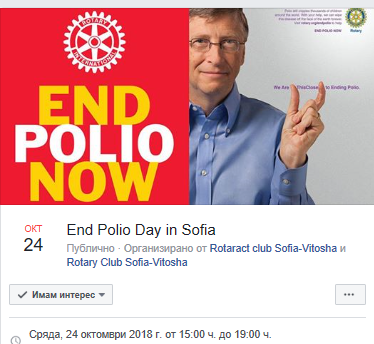 ROTARY INTERNATIONAL
END
POLIO
NOW
Rotary
END POLIO NOW
We Are This Close to Ending Polio.
ОКТ
24
End Polio Day in Sofia
Публично · Организирано от Rotaract club Sofia-Vitosha и
Rotary Club Sofia-Vitosha
Имам интерес
Сряда, 24 октомври 2018 г. от 15:00 ч. до 19:00 ч.